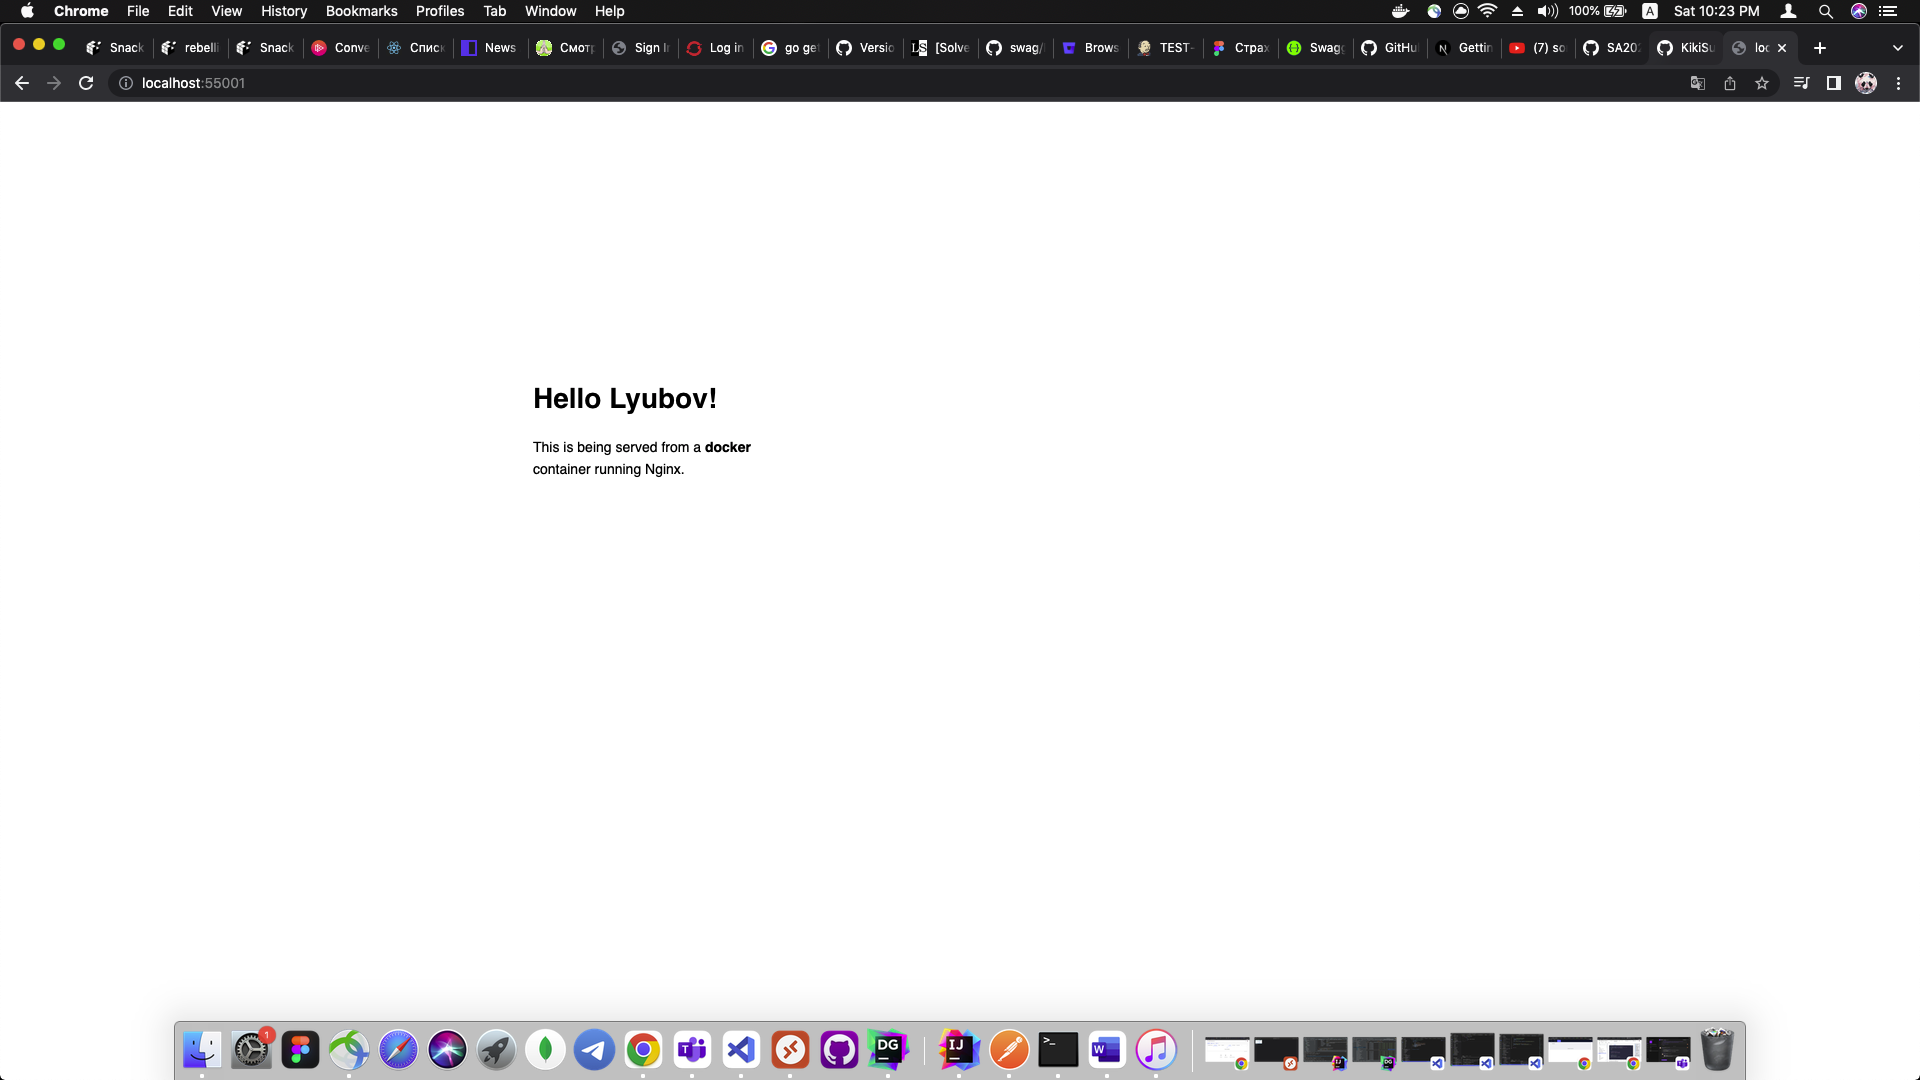 Chrome File Edit View History Bookmarks Profiles Tab Window Help 100% A Sat 10:23 PM
Snack rebelli Snack Conve Списк News Смотр Sign In Log in go get Versio LS [Solve swag/ Brows TEST- Страх Swagg GitHu N Gettin (7) so SA202 KikiSu loc
localhost:55001
Hello Lyubov!
This is being served from a docker
container running Nginx.
1
DG IJ >_ W